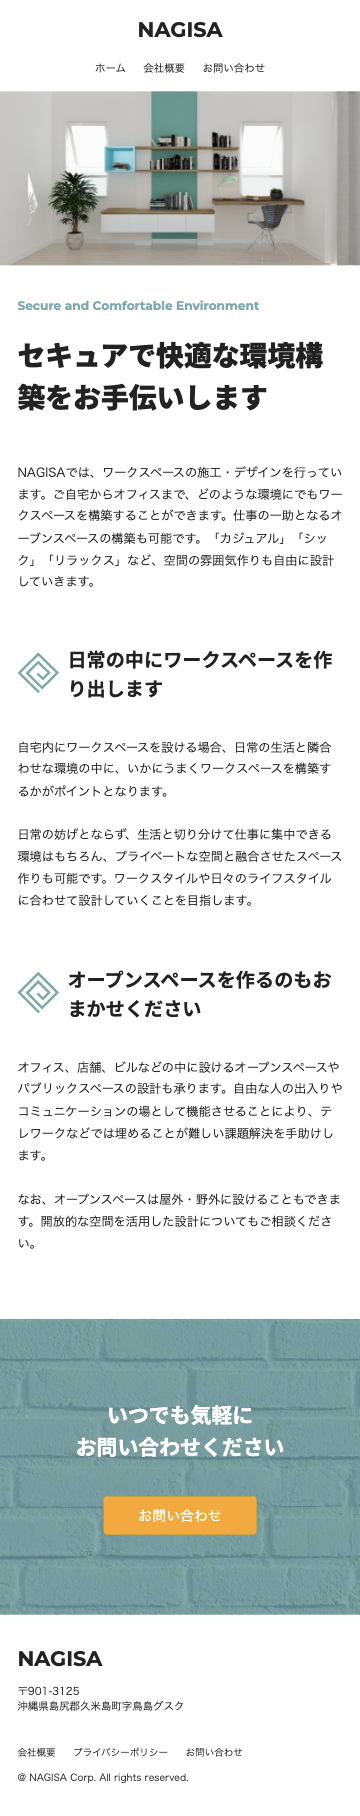 NAGISA
ホーム 会社概要 お問い合わせ
Secure and Comfortable Environment
セキュアで快適な環境構
築をお手伝いします
NAGISAでは、ワークスペースの施工・デザインを行ってい
ます。ご自宅からオフィスまで、どのような環境にでもワー
クスペースを構築することができます。仕事の一助となるオ
ープンスペースの構築も可能です。「カジュアル」「シッ
ク」「リラックス」など、空間の雰囲気作りも自由に設計
していきます。
日常の中にワークスペースを作
り出します
自宅内にワークスペースを設ける場合、日常の生活と隣合
わせな環境の中に、いかにうまくワークスペースを構築す
るかがポイントとなります。
日常の妨げとならず、生活と切り分けて仕事に集中できる
環境はもちろん、プライベートな空間と融合させたスペース
作りも可能です。ワークスタイルや日々のライフスタイル
に合わせて設計していくことを目指します。
オープンスペースを作るのもお
まかせください
オフィス、店舗、ビルなどの中に設けるオープンスペースや
パブリックスペースの設計も承ります。自由な人の出入りや
コミュニケーションの場として機能させることにより、テ
レワークなどでは埋めることが難しい課題解決を手助けし
ます。
なお、オープンスペースは屋外・野外に設けることもできま
す。開放的な空間を活用した設計についてもご相談くださ
い。
いつでも気軽に
お問い合わせください
お問い合わせ
NAGISA
〒901-3125
沖縄県島尻郡久米島町字鳥島グスク
会社概要 プライバシーポリシー お問い合わせ
@ NAGISA Corp. All rights reserved.